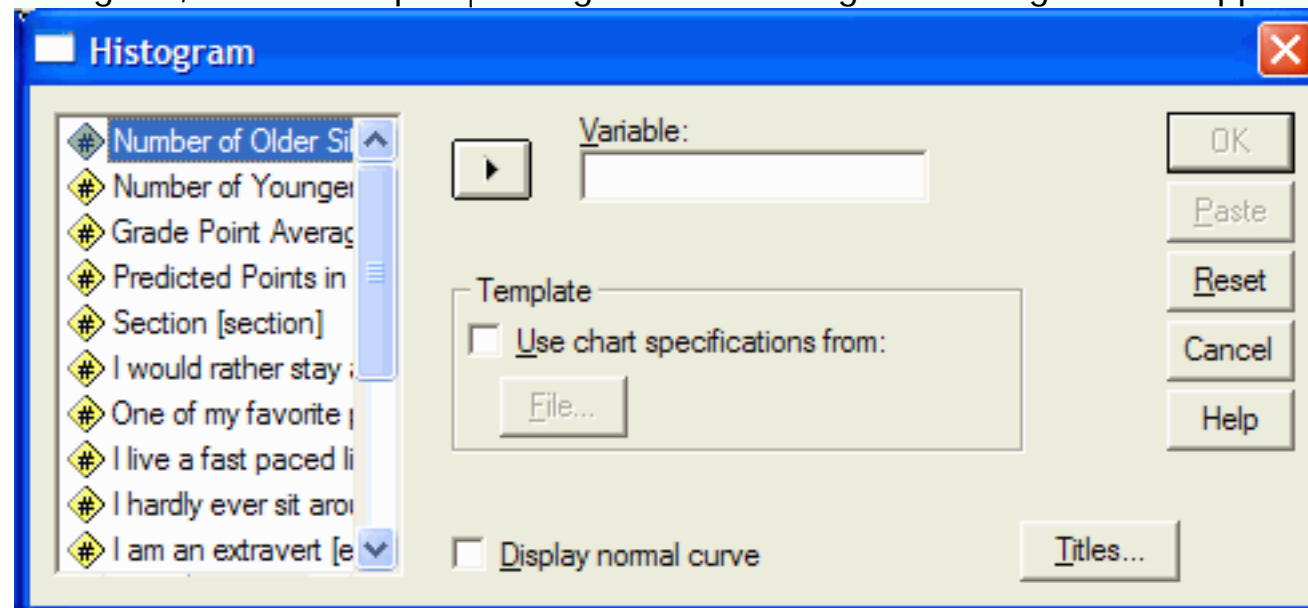 Histogram
Number of Older Si
Number of Younger
Grade Point Averag
Predicted Points in
Section [section]
I would rather stay
One of my favorite
I live a fast paced li
I hardly ever sit arou
I am an extravert [e
Variable:
Template
Use chart specifications from:
File...
Display normal curve
Titles...
OK
Paste
Reset
Cancel
Help